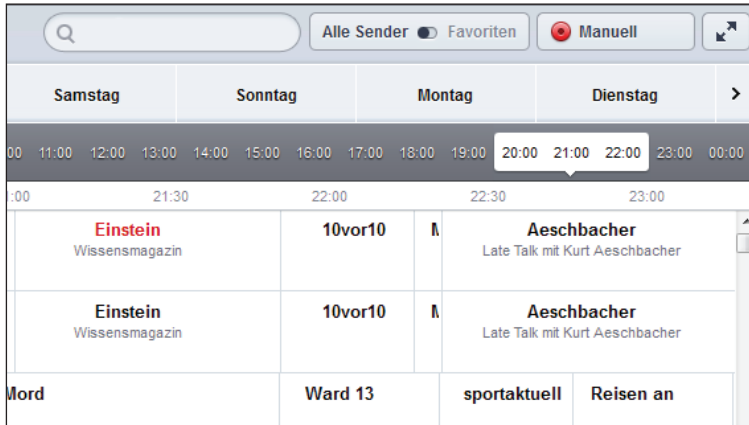 Alle Sender Favoriten Manuell
Samstag Sonntag Montag Dienstag
00 11:00 12:00 13:00 14:00 15:00 16:00 17:00 18:00 19:00 20:00 21:00 22:00 23:00 00:00
:00 21:30 22:00 22:30 23:00
Einstein 10vor10 Aeschbacher
Wissensmagazin Late Talk mit Kurt Aeschbacher
Einstein 10vor10 Aeschbacher
Wissensmagazin Late Talk mit Kurt Aeschbacher
Mord Ward 13 sportaktuell Reisen an